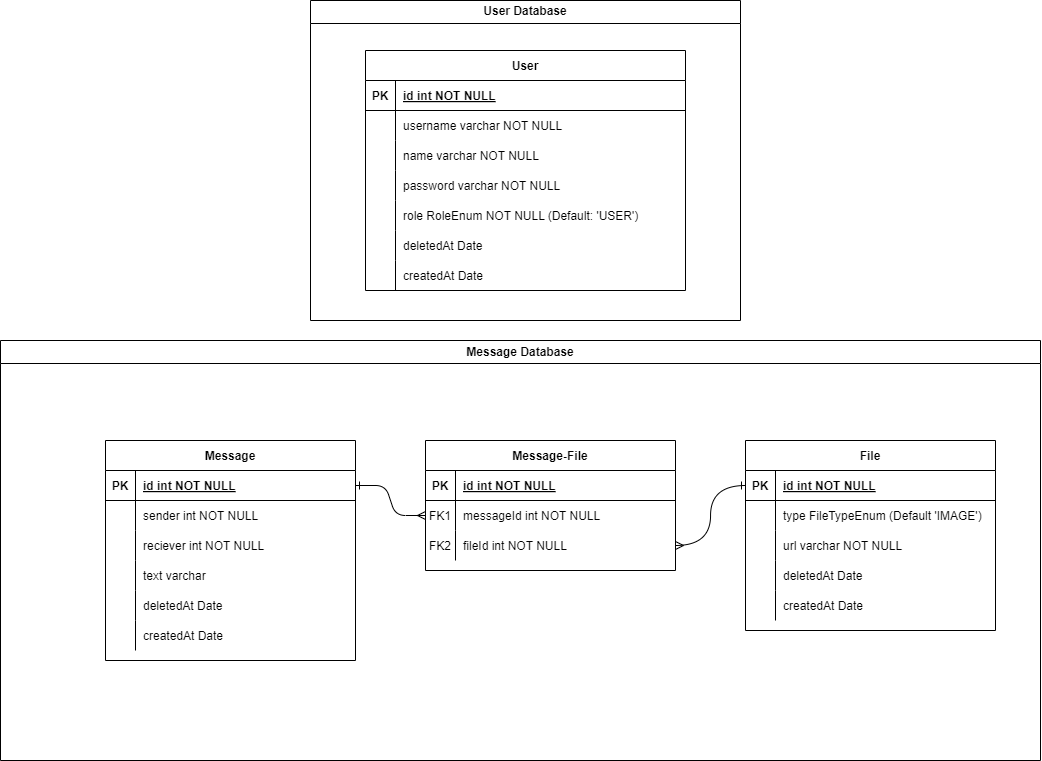 User Database
User
PK id int NOT NULL
username varchar NOT NULL
name varchar NOT NULL
password varchar NOT NULL
role RoleEnum NOT NULL (Default: 'USER')
deletedAt Date
createdAt Date
Message Database
Message
PK id int NOT NULL
sender int NOT NULL
reciever int NOT NULL
text varchar
deletedAt Date
createdAt Date
Message-File
PK id int NOT NULL
FK1 messageId int NOT NULL
FK2 fileId int NOT NULL
File
PK id int NOT NULL
type FileTypeEnum (Default 'IMAGE')
url varchar NOT NULL
deletedAt Date
createdAt Date